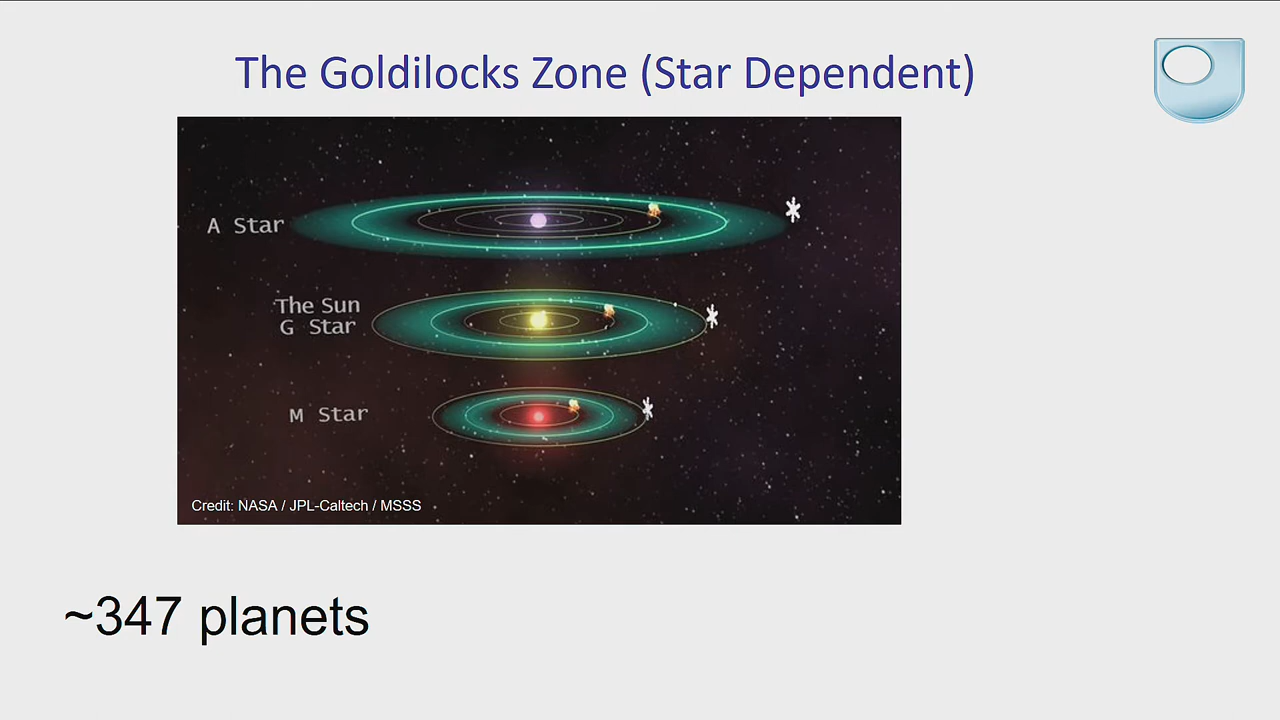 The Goldilocks Zone (Star Dependent)
A Star
The Sun
G Star
M Star
Credit: NASA / JPL-Caltech / MSSS
~347 planets